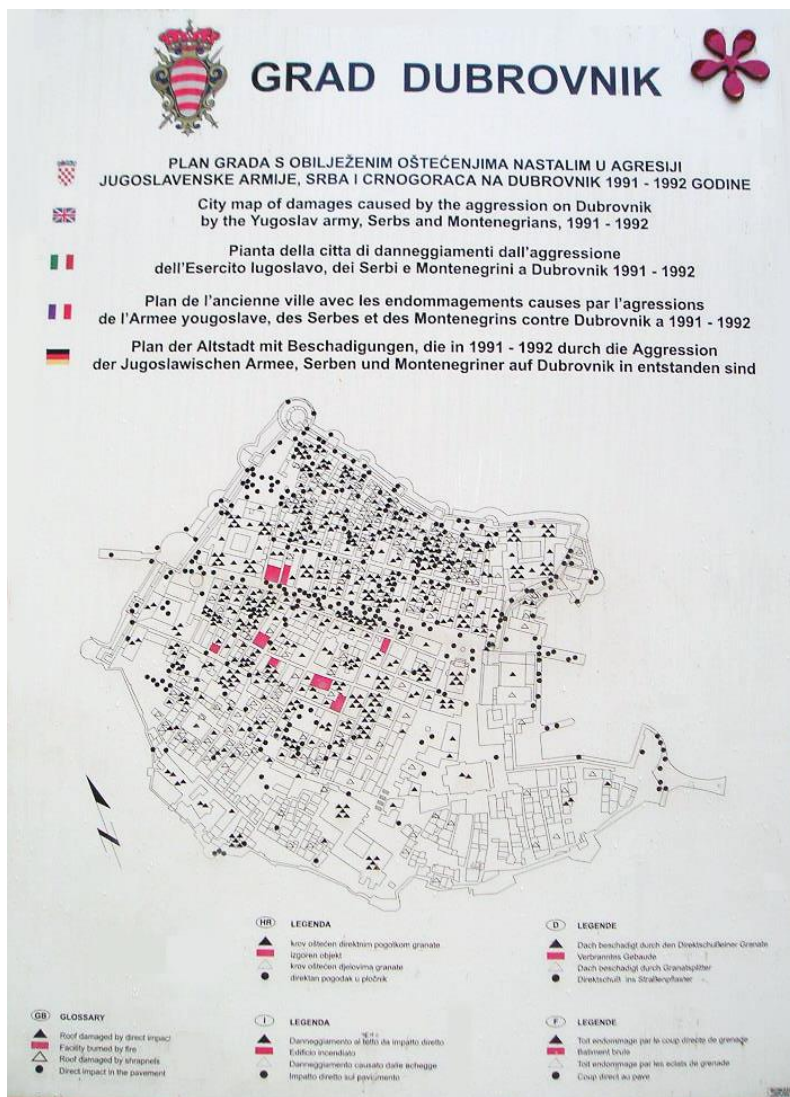 GRAD DUBROVNIK
PLAN GRADA S OBILJEŽENIM OŠTEĆENJIMA NASTALIM U AGRESIJI
JUGOSLAVENSKE ARMIJE, SRBA I CRNOGORACA NA DUBROVNIK 1991 - 1992 GODINE
City map of damages caused by the aggression on Dubrovnik
by the Yugoslav army, Serbs and Montenegrians, 1991 - 1992
Pianta della citta di danneggiamenti dall'aggressione
dell'Esercito Iugoslavo, dei Serbi e Montenegrini a Dubrovnik 1991 - 1992
Plan de l'ancienne ville avec les endommagements causes par l'agressions
de l'Armee yougoslave, des Serbes et des Montenegrins contre Dubrovnik a 1991 - 1992
Plan der Altstadt mit Beschadigungen, die in 1991 - 1992 durch die Aggression
der Jugoslawischen Armee, Serben und Montenegriner auf Dubrovnik in entstanden sind
HR LEGENDA
krov oštećen direktnim pogotkom granate
izgoren objekt
krov oštećen djelovima granate
direktan pogodak u pločnik
D LEGENDE
Dach beschadigt durch den Direktschußleiner Granate
Verbranntes Gebaude
Dach beschadigt durch Granatsplitter
Direktschuß ins Straßenpflaster
GB GLOSSARY
Roof damaged by direct impact
Facility burned by fire
Roof damaged by shrapnels
Direct impact in the pavement
I LEGENDA
Danneggiamento al tetto da impatto diretto
Edificio incendiato
Danneggiamento causato dalle schegge
Impatto diretto sul paviumento
F LEGENDE
Toit endommage par le coup directe de grenade
Batiment brule
Toit endommage par les eclats de grenade
Coup direct au pave